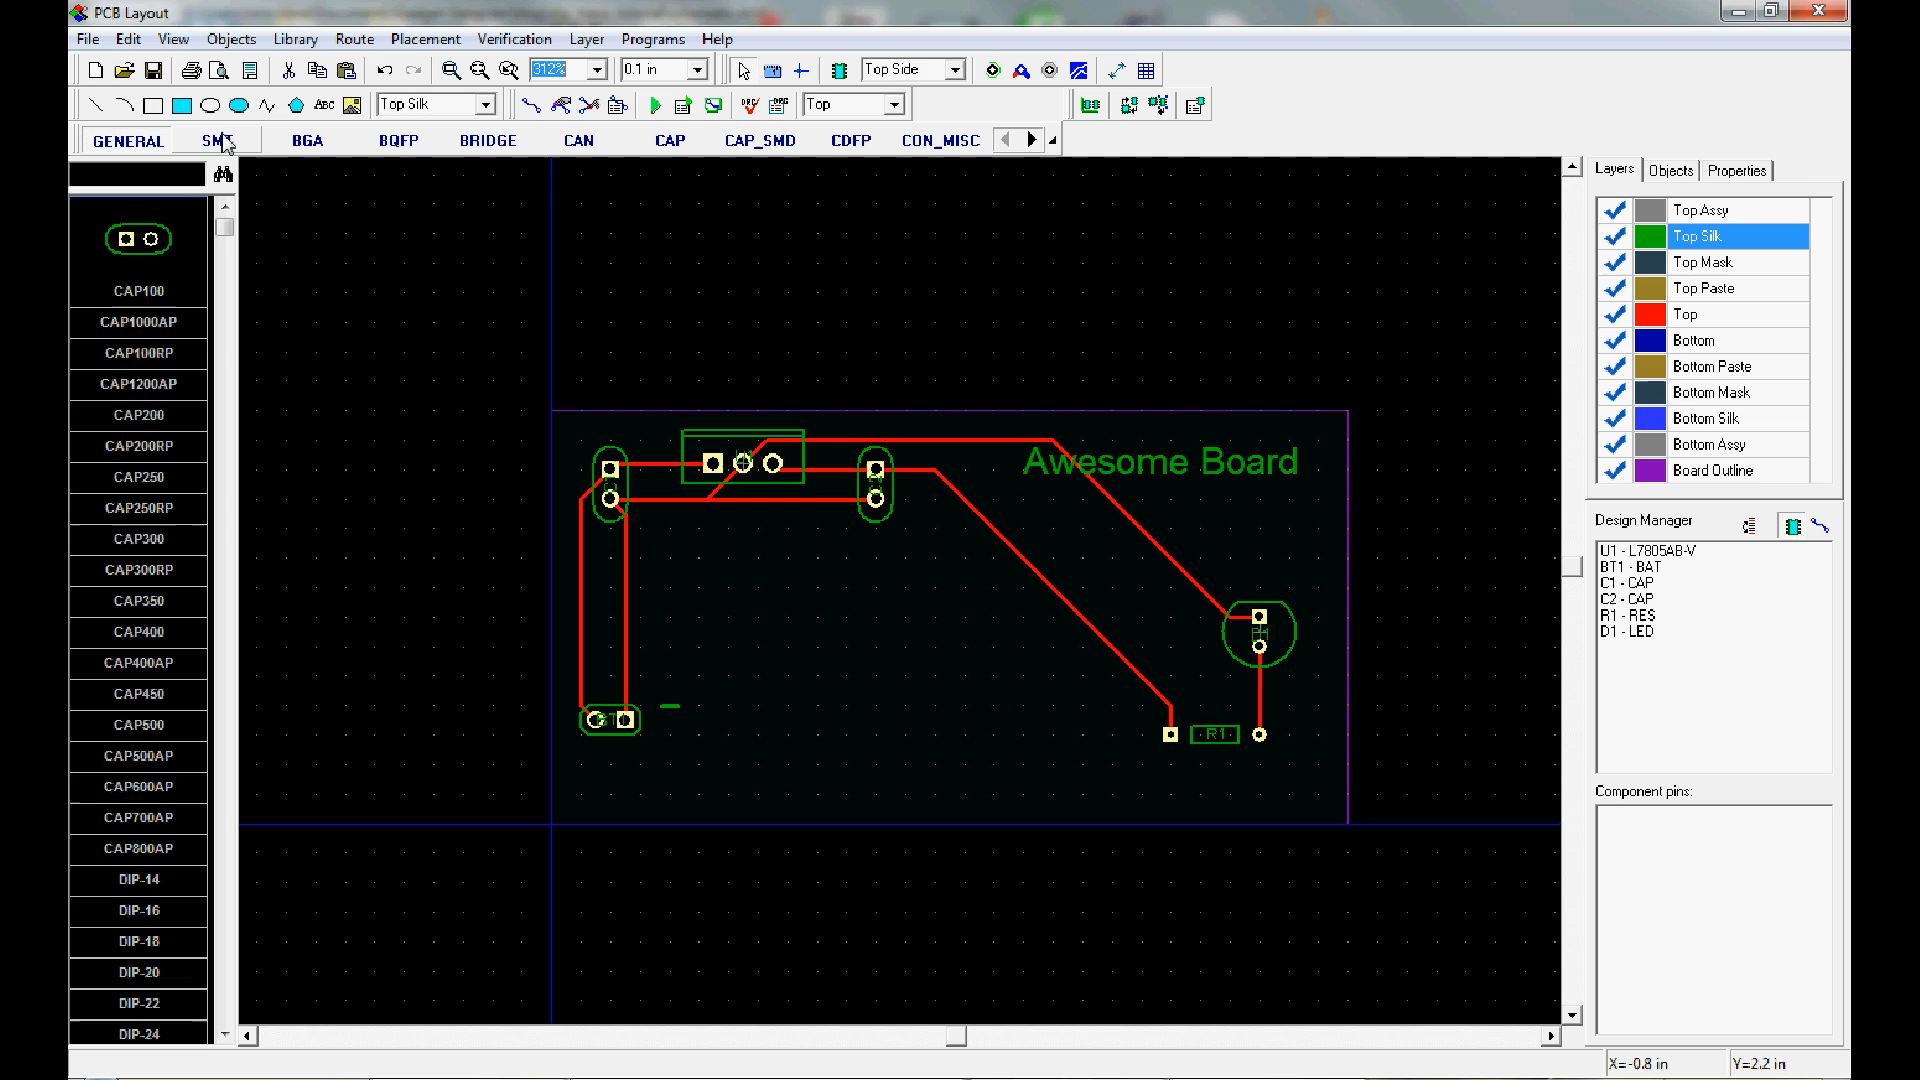 PCB Layout
File Edit View Objects Library Route Placement Verification Layer Programs Help
312% 0.1 in Top Side
ABC Top Silk DRC DRC Top
GENERAL SMT BGA BQFP BRIDGE CAN CAP CAP_SMD CDFP CON_MISC
CAP100
CAP1000AP
CAP100RP
CAP1200AP
CAP200
CAP200RP
CAP250
CAP250RP
CAP300
CAP300RP
CAP350
CAP400
CAP400AP
CAP450
CAP500
CAP500AP
CAP600AP
CAP700AP
CAP800AP
DIP-14
DIP-16
DIP-18
DIP-20
DIP-22
DIP-24
Awesome Board
R1
Layers Objects Properties
Top Assy
Top Silk
Top Mask
Top Paste
Top
Bottom
Bottom Paste
Bottom Mask
Bottom Silk
Bottom Assy
Board Outline
Design Manager
U1 - L7805AB-V
BT1 - BAT
C1 - CAP
C2 - CAP
R1 - RES
D1 - LED
Component pins:
X=-0.8 in Y=2.2 in